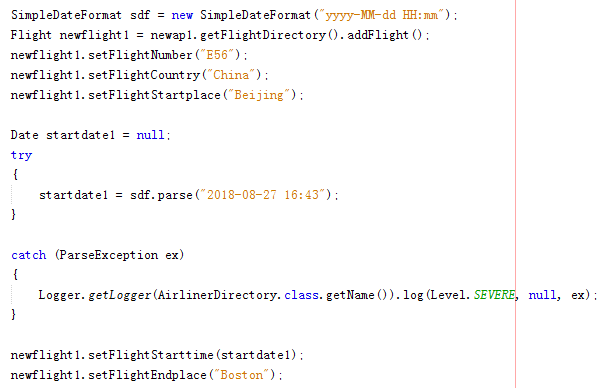 SimpleDateFormat sdf = new SimpleDateFormat("yyyy-MM-dd HH:mm");
Flight newflight1 = newap1.getFlightDirectory().addFlight();
newflight1.setFlightNumber("E56");
newflight1.setFlightCountry("China");
newflight1.setFlightStartplace("Beijing");
Date startdate1 = null;
try
{
startdate1 = sdf.parse("2018-08-27 16:43");
}
catch (ParseException ex)
{
Logger.getLogger(AirlinerDirectory.class.getName()).log(Level.SEVERE, null, ex);
}
newflight1.setFlightStarttime(startdate1);
newflight1.setFlightEndplace("Boston");